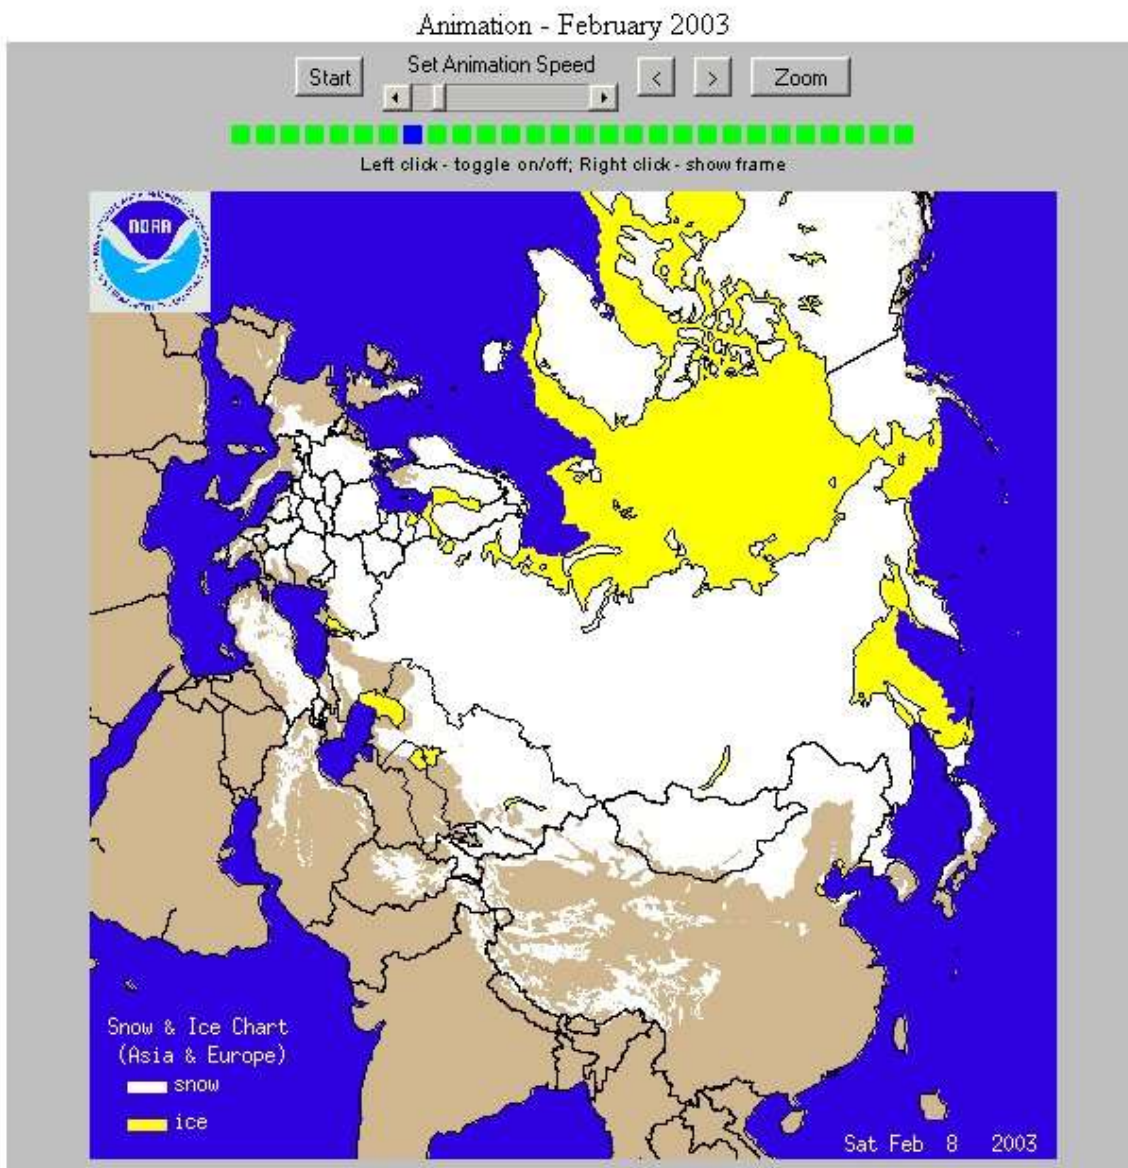 Animation - February 2003
Start
Set Animation Speed
<
>
Zoom
Left click - toggle on/off; Right click - show frame
NOAA
Snow & Ice Chart
(Asia & Europe)
snow
ice
Sat Feb 8 2003